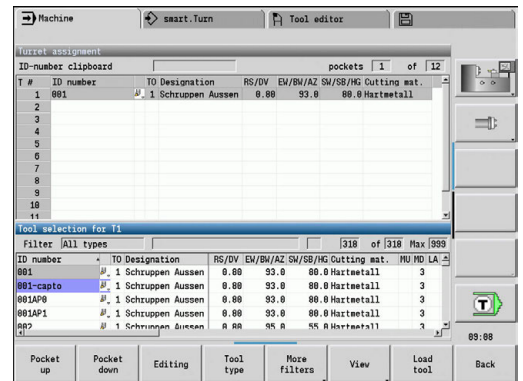 Machine smart.Turn Tool editor
Turret assignment
ID-number clipboard pockets 1 of 12
T # ID number TO Designation RS/DV EW/BW/AZ SW/SB/HG Cutting mat.
1 001 1 Schruppen Aussen 0.80 93.0 80.0 Hartmetall
2
3
4
5
6
7
8
9
10
11
Tool selection for T1
Filter All types 318 of 318 Max 999
ID number TO Designation RS/DV EW/BW/AZ SW/SB/HG Cutting mat. MU MD LA
001 1 Schruppen Aussen 0.80 93.0 80.0 Hartmetall 3
001-capto 1 Schruppen Aussen 0.80 93.0 80.0 Hartmetall 3
001AP0 1 Schruppen Aussen 0.80 93.0 80.0 Hartmetall 3
001AP1 1 Schruppen Aussen 0.80 93.0 80.0 Hartmetall 3
002 1 Schruppen Aussen 0.80 95.0 55.0 Hartmetall 3
T
09:08
Pocket up Pocket down Editing Tool type More filters View Load tool Back